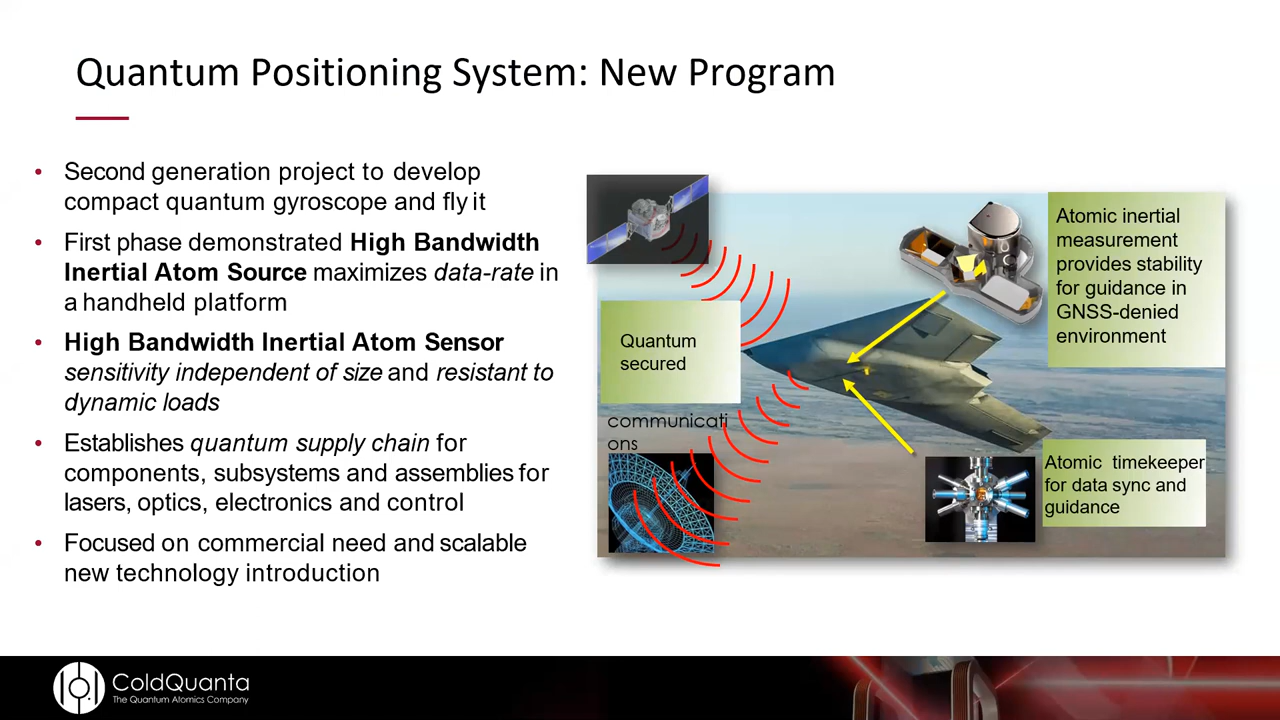 Quantum Positioning System: New Program
• Second generation project to develop
compact quantum gyroscope and fly it
• First phase demonstrated High Bandwidth
Inertial Atom Source maximizes data-rate in
a handheld platform
• High Bandwidth Inertial Atom Sensor
sensitivity independent of size and resistant to
dynamic loads
• Establishes quantum supply chain for
components, subsystems and assemblies for
lasers, optics, electronics and control
• Focused on commercial need and scalable
new technology introduction
Quantum
secured
communicati
ons
Atomic inertial
measurement
provides stability
for guidance in
GNSS-denied
environment
Atomic timekeeper
for data sync and
guidance
ColdQuanta
The Quantum Atomics Company